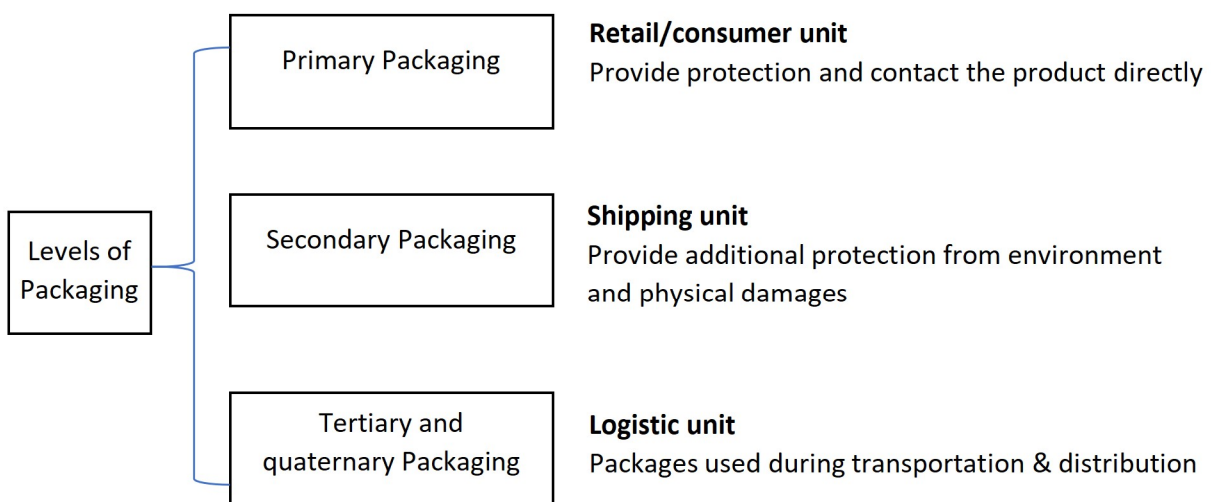 Levels of
Packaging
Primary Packaging
Retail/consumer unit
Provide protection and contact the product directly
Secondary Packaging
Shipping unit
Provide additional protection from environment
and physical damages
Tertiary and
quaternary Packaging
Logistic unit
Packages used during transportation & distribution